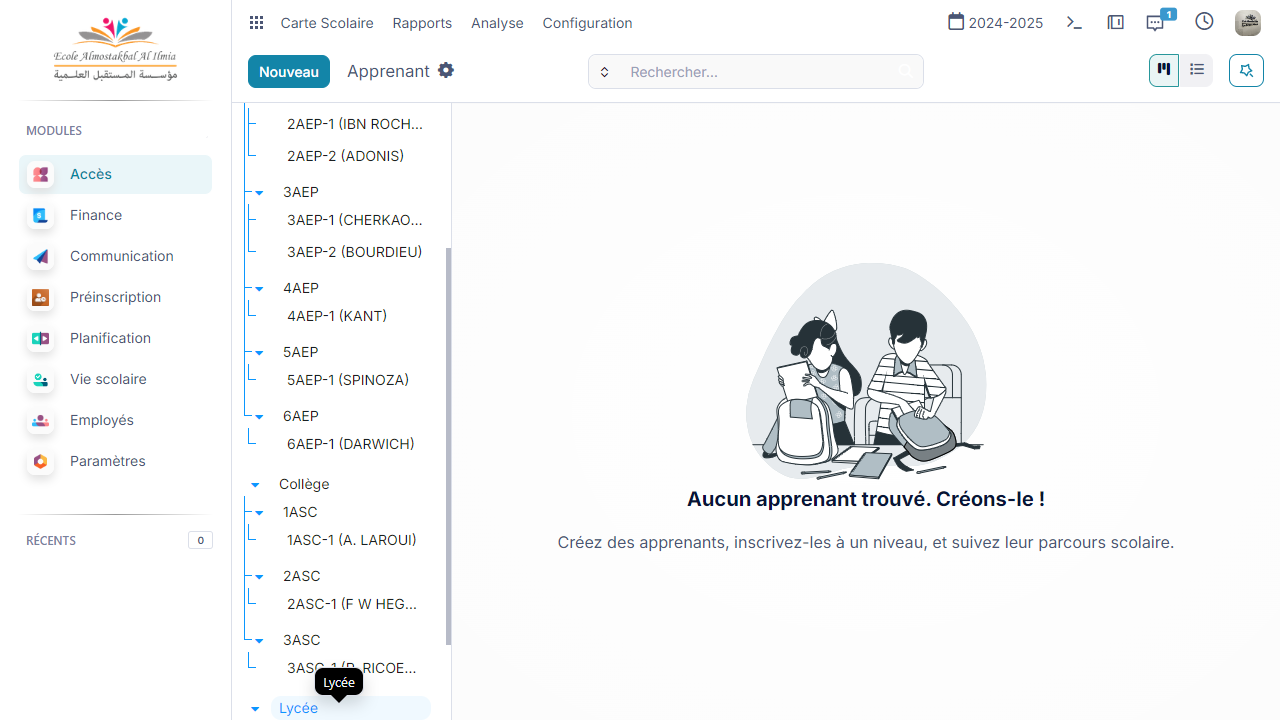 Ecole Almostakbal Al Ilmia
مؤسسة المستقبل العلمية
Carte Scolaire
Rapports
Analyse
Configuration
2024-2025
1
Nouveau
Apprenant
Rechercher...
MODULES
Accès
Finance
Communication
Préinscription
Planification
Vie scolaire
Employés
Paramètres
RÉCENTS
0
2AEP-1 (IBN ROCH...
2AEP-2 (ADONIS)
3AEP
3AEP-1 (CHERKAO...
3AEP-2 (BOURDIEU)
4AEP
4AEP-1 (KANT)
5AEP
5AEP-1 (SPINOZA)
6AEP
6AEP-1 (DARWICH)
Collège
1ASC
1ASC-1 (A. LAROUI)
2ASC
2ASC-1 (F W HEG...
3ASC
3ASC-1 (P. RICOE...
Lycée
Lycée
Aucun apprenant trouvé. Créons-le !
Créez des apprenants, inscrivez-les à un niveau, et suivez leur parcours scolaire.